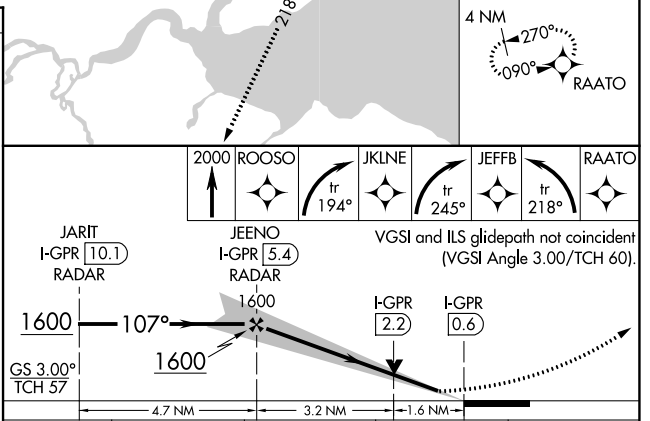 218
4 NM
270°
090°
RAATO
2000
ROOSO
tr
194°
JKLNE
tr
245°
JEFFB
tr
218°
RAATO
VGSI and ILS glidepath not coincident
(VGSI Angle 3.00/TCH 60).
JARIT
I-GPR 10.1
RADAR
JEENO
I-GPR 5.4
RADAR
1600
I-GPR
2.2
I-GPR
0.6
1600
107°
1600
GS 3.00°
TCH 57
4.7 NM
3.2 NM
1.6 NM